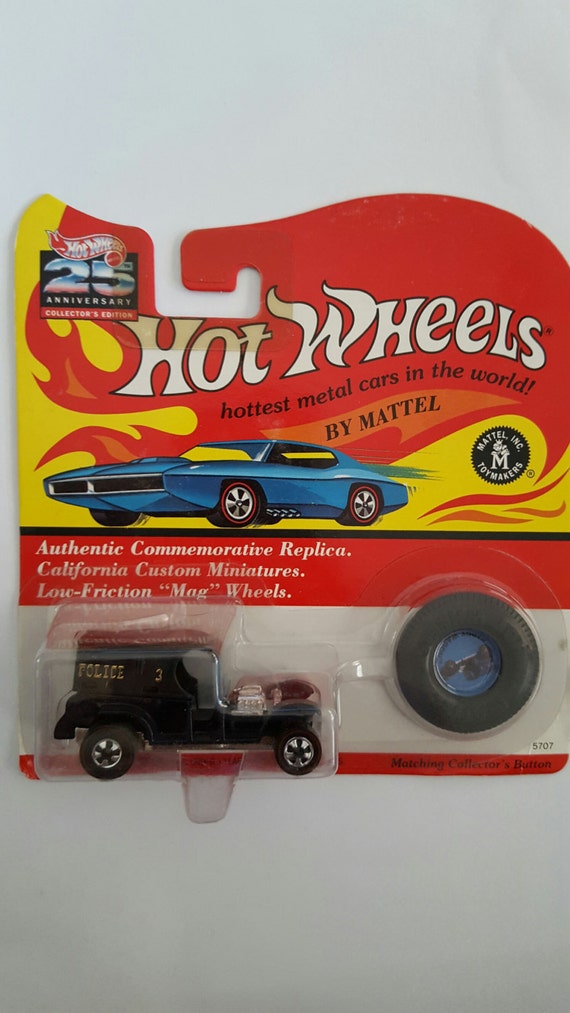 Hot Wheels
25TH
ANNIVERSARY
COLLECTOR'S EDITION
Hot Wheels®
hottest metal cars in the world!
BY MATTEL
MATTEL, INC.
M
TOYMAKERS
®
Authentic Commemorative Replica.
California Custom Miniatures.
Low-Friction "Mag" Wheels.
POLICE 3
5707
Matching Collector's Button